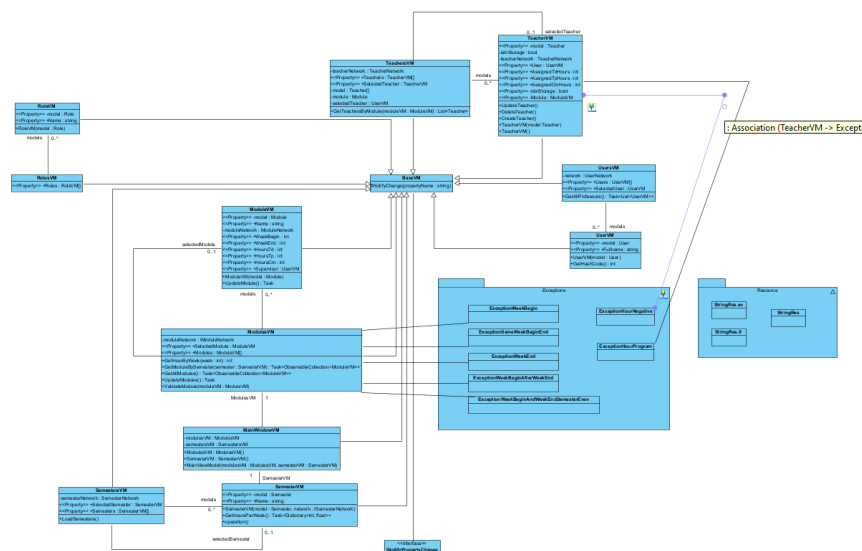 0..1
selectedTeacher
TeacherVM
<<Property>> -model : Teacher
-isInStorage : bool
-teacherNetwork : TeacherNetwork
<<Property>> +User : UserVM
<<Property>> +AssignedTdHours : int
<<Property>> +AssignedTpHours : int
<<Property>> +AssignedCmHours : int
<<Property>> -IsInStorage : bool
<<Property>> -Module : ModuleVM
+UpdateTeacher()
+DeleteTeacher()
+CreateTeacher()
+TeacherVM(model Teacher)
+TeacherVM()
TeachersVM
-teacherNetwork : TeacherNetwork
<<Property>> +Teachers : TeacherVM[]
<<Property>> +SelectedTeacher : TeacherVM
-model : Teacher[]
-module : Module
-selectedTeacher : UserVM
+GetTeachersByModule(moduleVM : ModuleVM) : List<Teacher>
models
0..*
: Association (TeacherVM -> Except
RoleVM
<<Property>> -model : Role
<<Property>> +Name : string
+RoleVM(model : Role)
models
0..*
RolesVM
<<Property>> +Roles : RoleVM[]
BaseVM
#NotifyChange(propertyName : string)
UsersVM
-network : UserNetwork
<<Property>> +Users : UserVM[]
<<Property>> +SelectedUser : UserVM
+GetAllProfessors() : Task<List<UserVM>>
0..*
models
UserVM
<<Property>> -model : User
<<Property>> +Fullname : string
+UserVM(model : User)
+GetHashCode() : int
ModuleVM
<<Property>> -model : Module
<<Property>> +Name : string
-moduleNetwork : ModuleNetwork
<<Property>> +WeekBegin : int
<<Property>> +WeekEnd : int
<<Property>> +HoursTd : int
<<Property>> +HoursTp : int
<<Property>> +HoursCm : int
<<Property>> +Supervisor : UserVM
+ModuleVM(model : Module)
+UpdateModule() : Task
selectedModule
0..1
models
0..*
Exceptions
ExceptionWeekBegin
ExceptionHourNegative
ExceptionSameWeekBeginEnd
ExceptionHourProgram
ExceptionWeekEnd
ExceptionWeekBeginAfterWeekEnd
ExceptionWeekBeginAndWeekEndSemesterEven
Resource
StringRes.en
StringRes
StringRes.fr
ModulesVM
-moduleNetwork : IModuleNetwork
<<Property>> +SelectedModule : ModuleVM
<<Property>> +Modules : ModuleVM[]
+GetHourByWeek(week : int) : int
+GetModuleBySemester(semester : SemesterVM) : Task<ObservableCollection<ModuleVM>>
+GetAllModules() : Task<ObservableCollection<ModuleVM>>
+UpdateModules() : Task
+ValidateModule(moduleVM : ModuleVM)
ModulesVM
1
MainWindowVM
-modulesVM : ModulesVM
-semestersVM : SemestersVM
+ModulesVM : ModulesVM()
+SemesterVM : SemesterVM()
+MainViewModel(modulesVM : ModulesVM, semesterVM : SemesterVM)
1
SemesterVM
SemesterVM
<<Property>> -model : Semester
<<Property>> +Name : string
+SemesterVM(model : Semester, network : ISemesterNetwork)
+GetHoursPerWeek() : Task<Dictionary<int, float>>
+operation()
SemestersVM
-semesterNetwork : SemesterNetwork
<<Property>> +SelectedSemester : SemesterVM
<<Property>> +Semesters : SemesterVM[]
+LoadSemesters()
models
0..*
0..1
selectedSemester
<<Interface>>